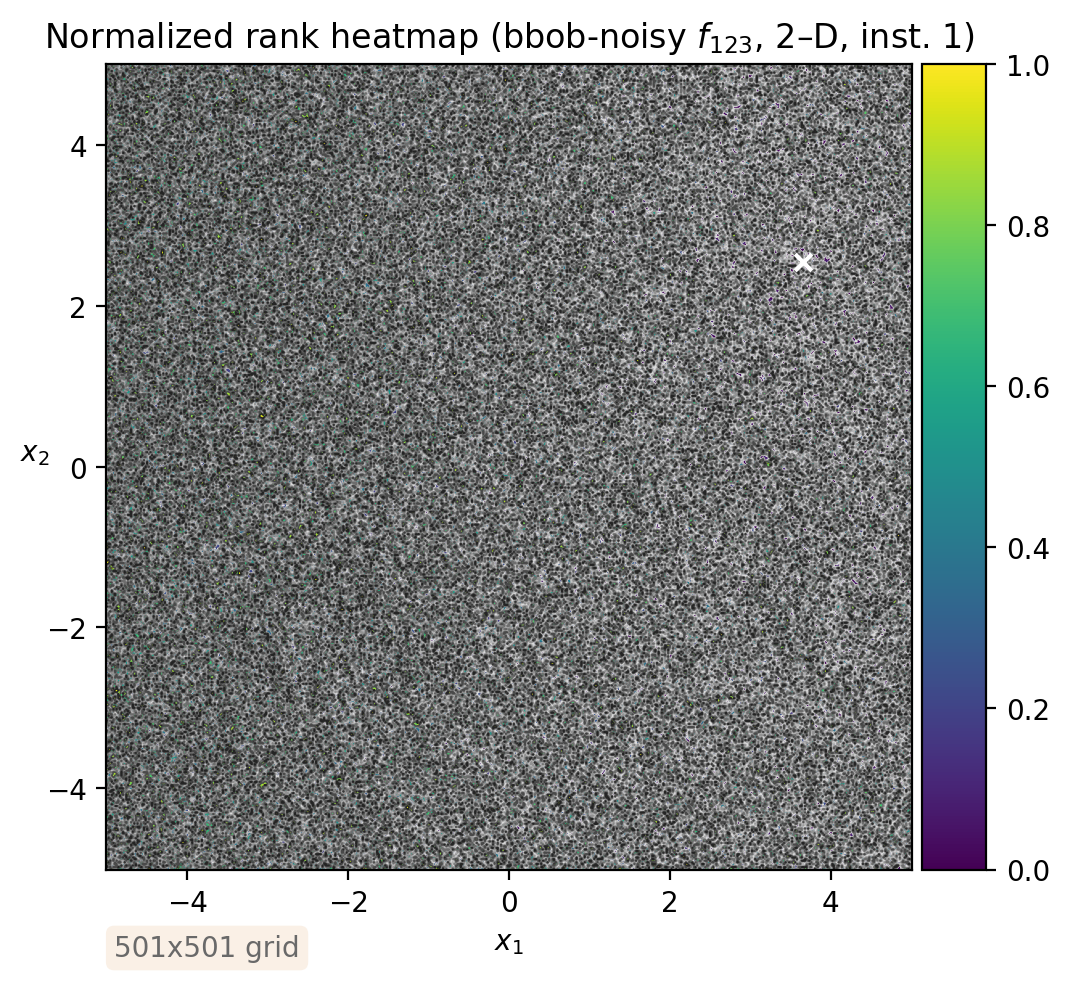 Normalized rank heatmap (bbob-noisy f₁₂₃, 2–D, inst. 1)
1.0
4
0.8
2
0.6
x₂
0
0.4
−2
0.2
−4
0.0
−4 −2 0 2 4
501x501 grid
x₁